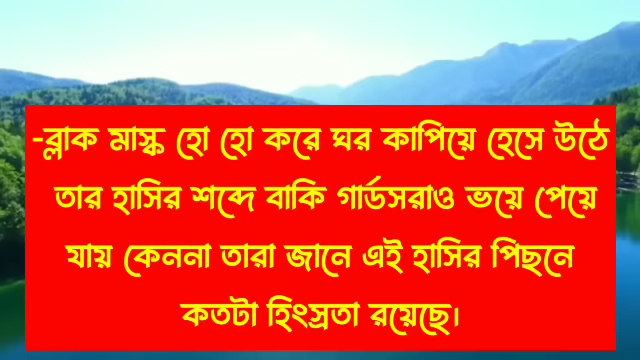 -ব্লাক মাস্ক হো হো করে ঘর কাপিয়ে হেসে উঠে
তার হাসির শব্দে বাকি গার্ডসরাও ভয়ে পেয়ে
যায় কেননা তারা জানে এই হাসির পিছনে
কতটা হিংস্রতা রয়েছে।